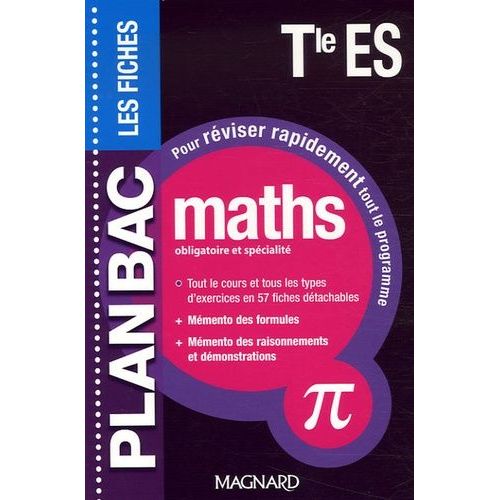 LES FICHES
PLAN BAC
Tle ES
Pour réviser rapidement tout le programme
maths
obligatoire et spécialité
• Tout le cours et tous les types
d'exercices en 57 fiches détachables
+ Mémento des formules
+ Mémento des raisonnements
et démonstrations
π
MAGNARD